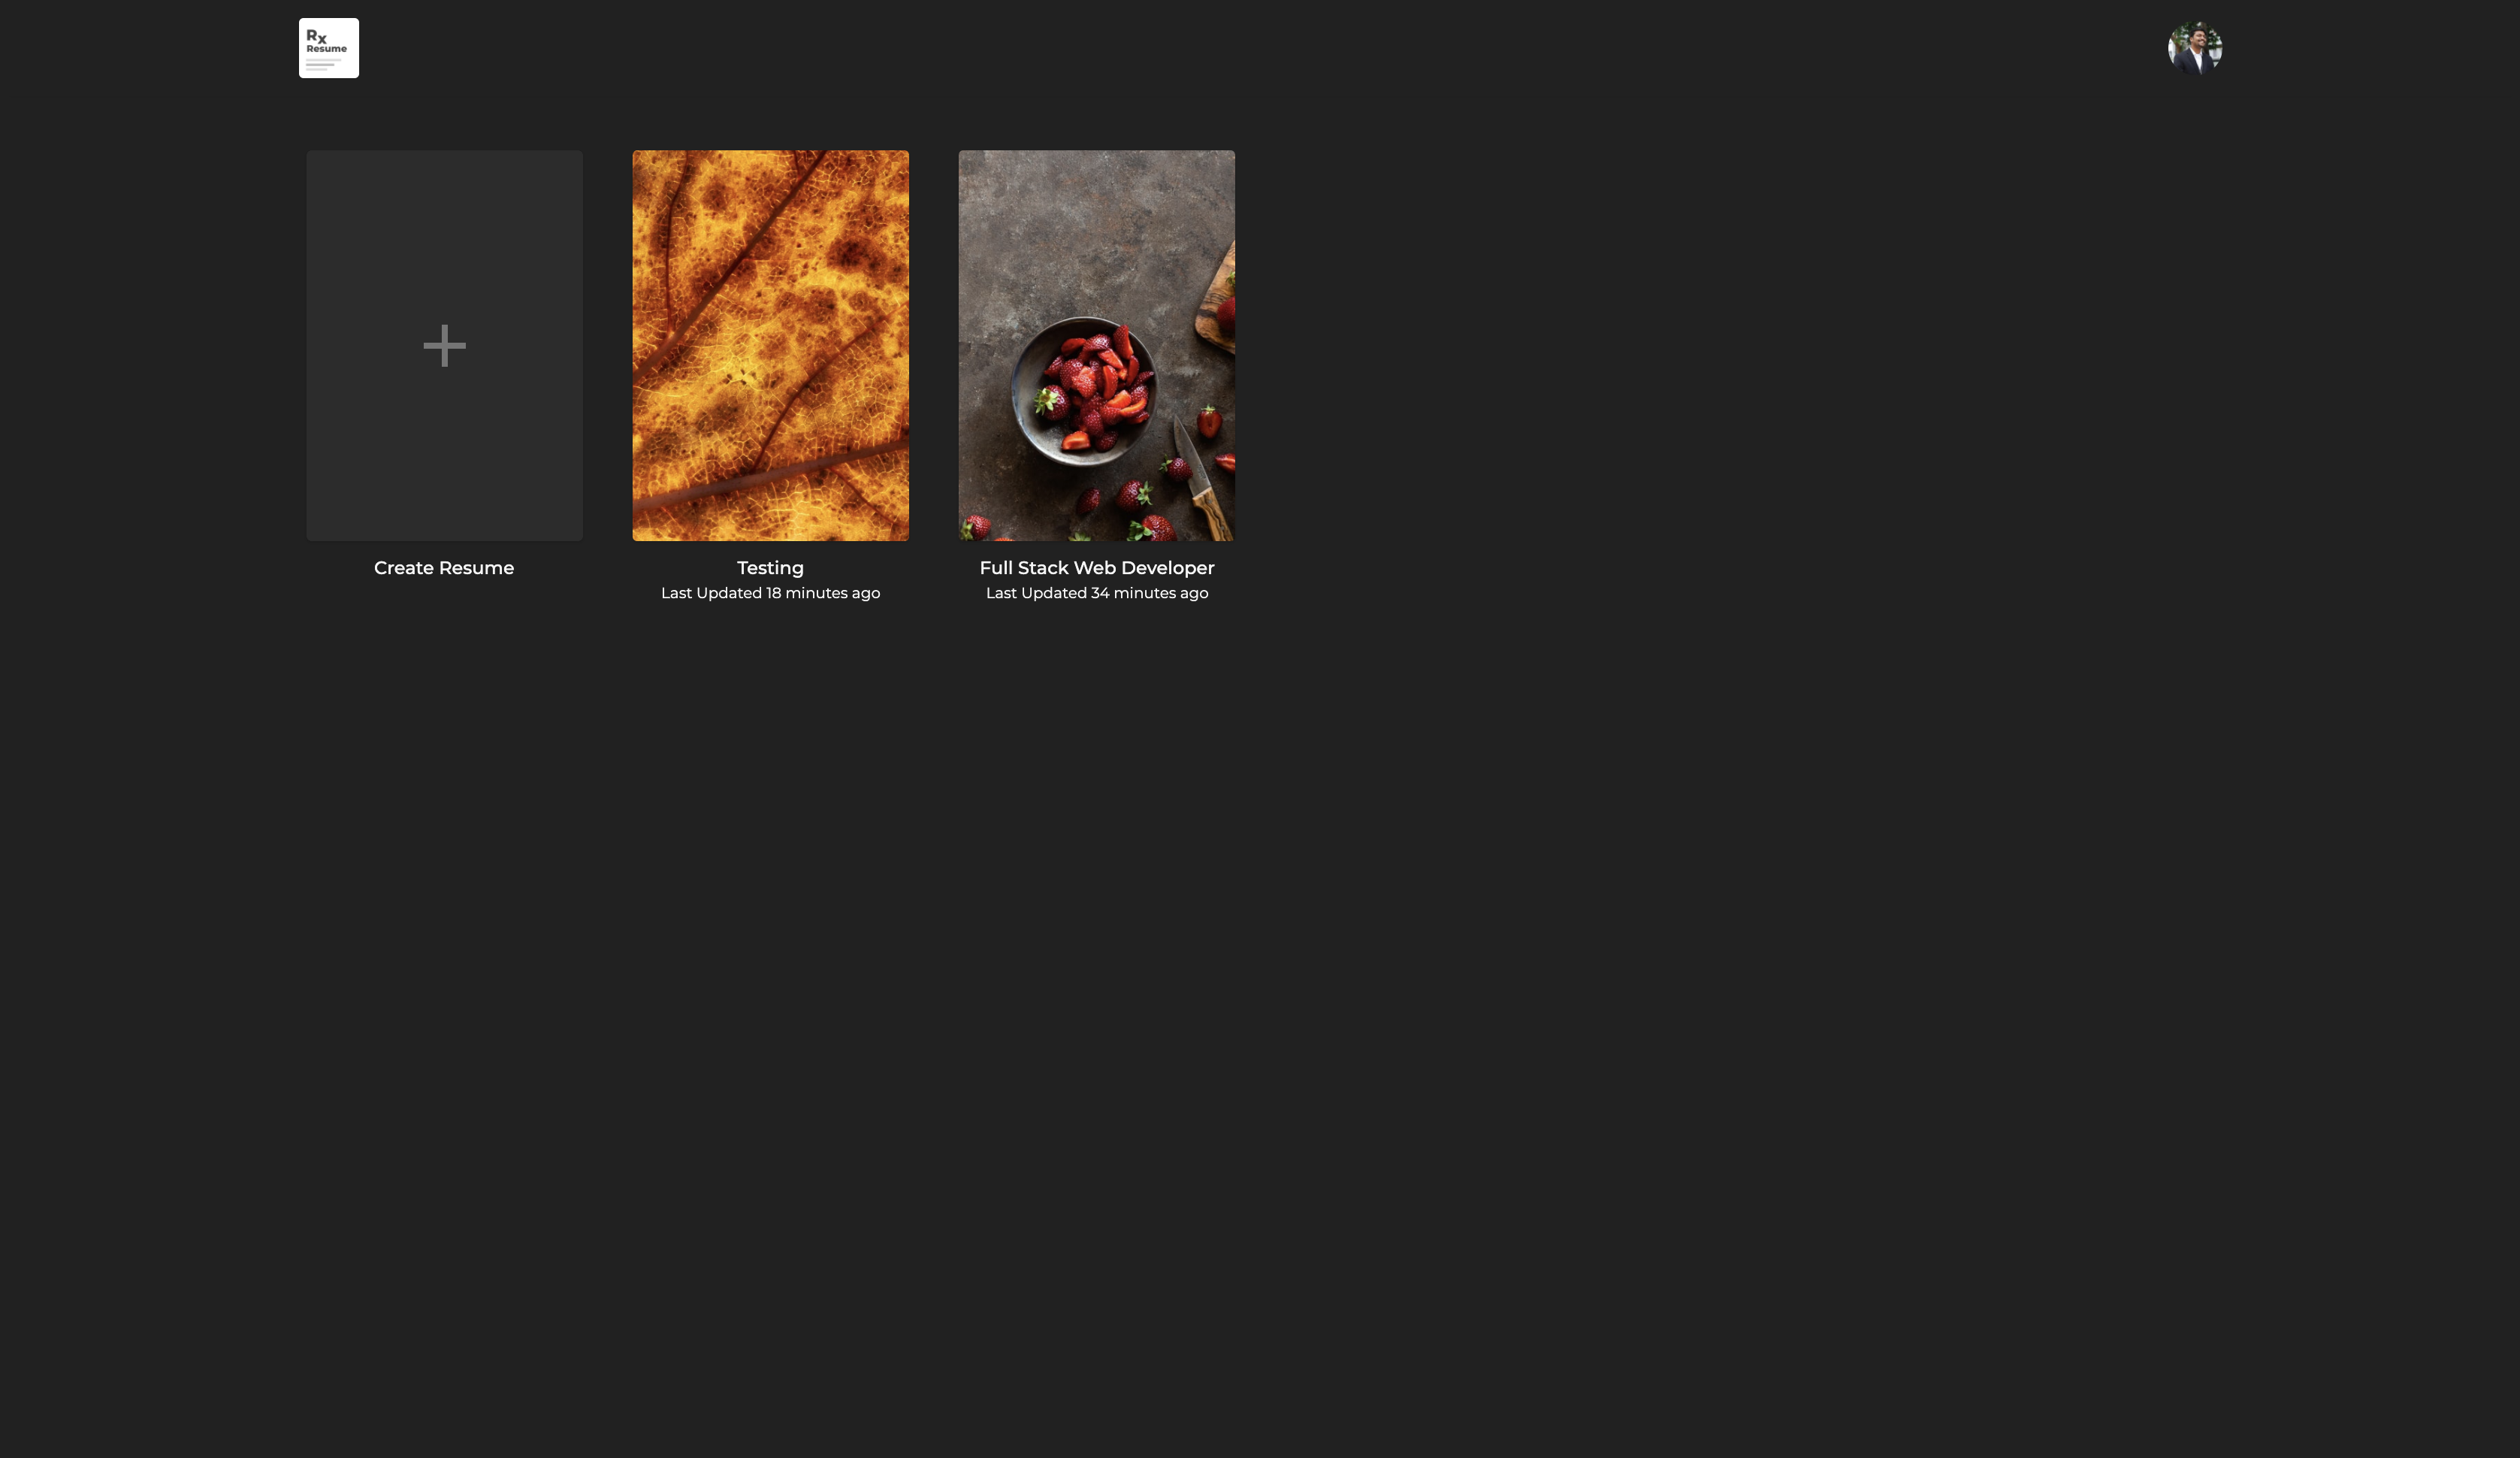 Rx
Resume
Create Resume
Testing
Last Updated 18 minutes ago
Full Stack Web Developer
Last Updated 34 minutes ago